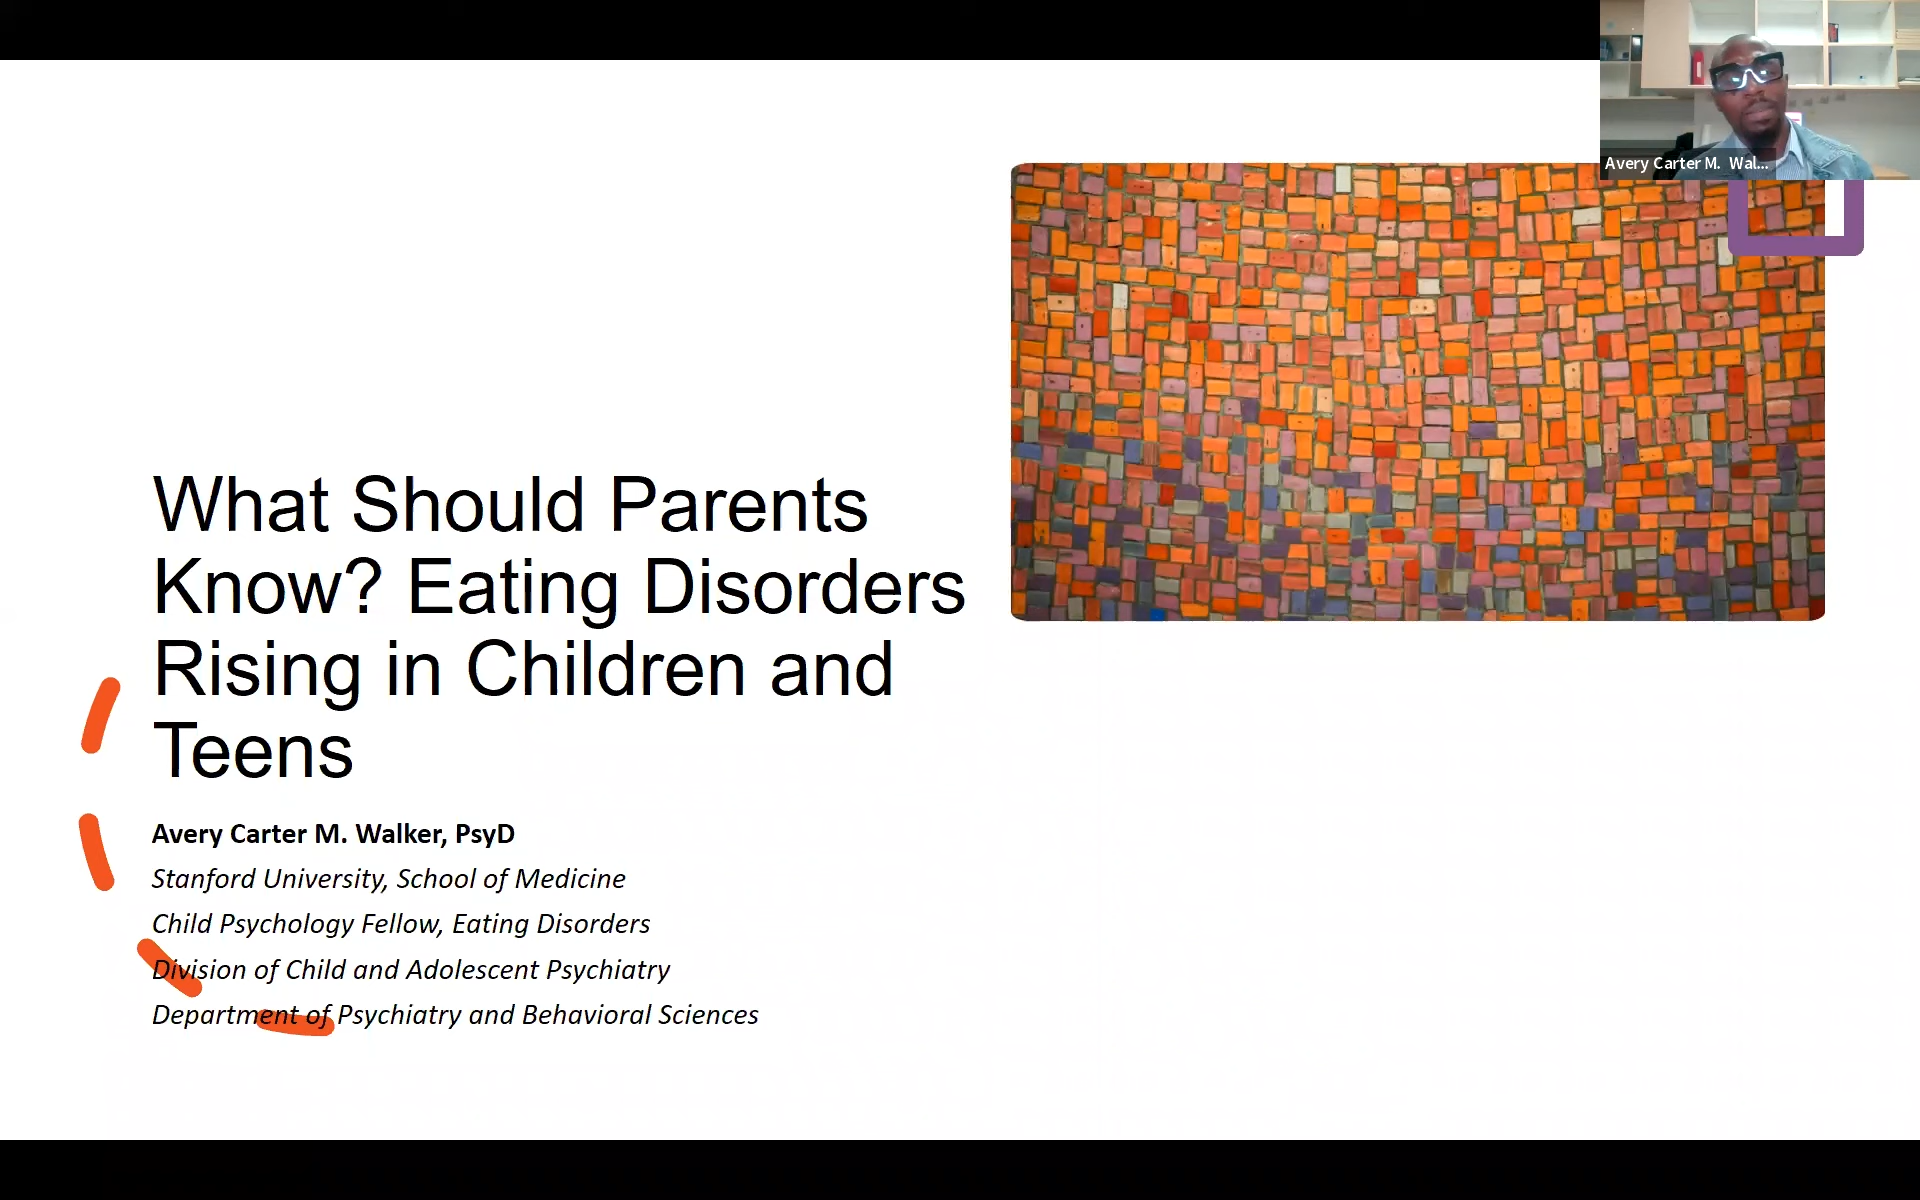 Avery Carter M. Wal...
What Should Parents
Know? Eating Disorders
Rising in Children and
Teens
Avery Carter M. Walker, PsyD
Stanford University, School of Medicine
Child Psychology Fellow, Eating Disorders
Division of Child and Adolescent Psychiatry
Department of Psychiatry and Behavioral Sciences